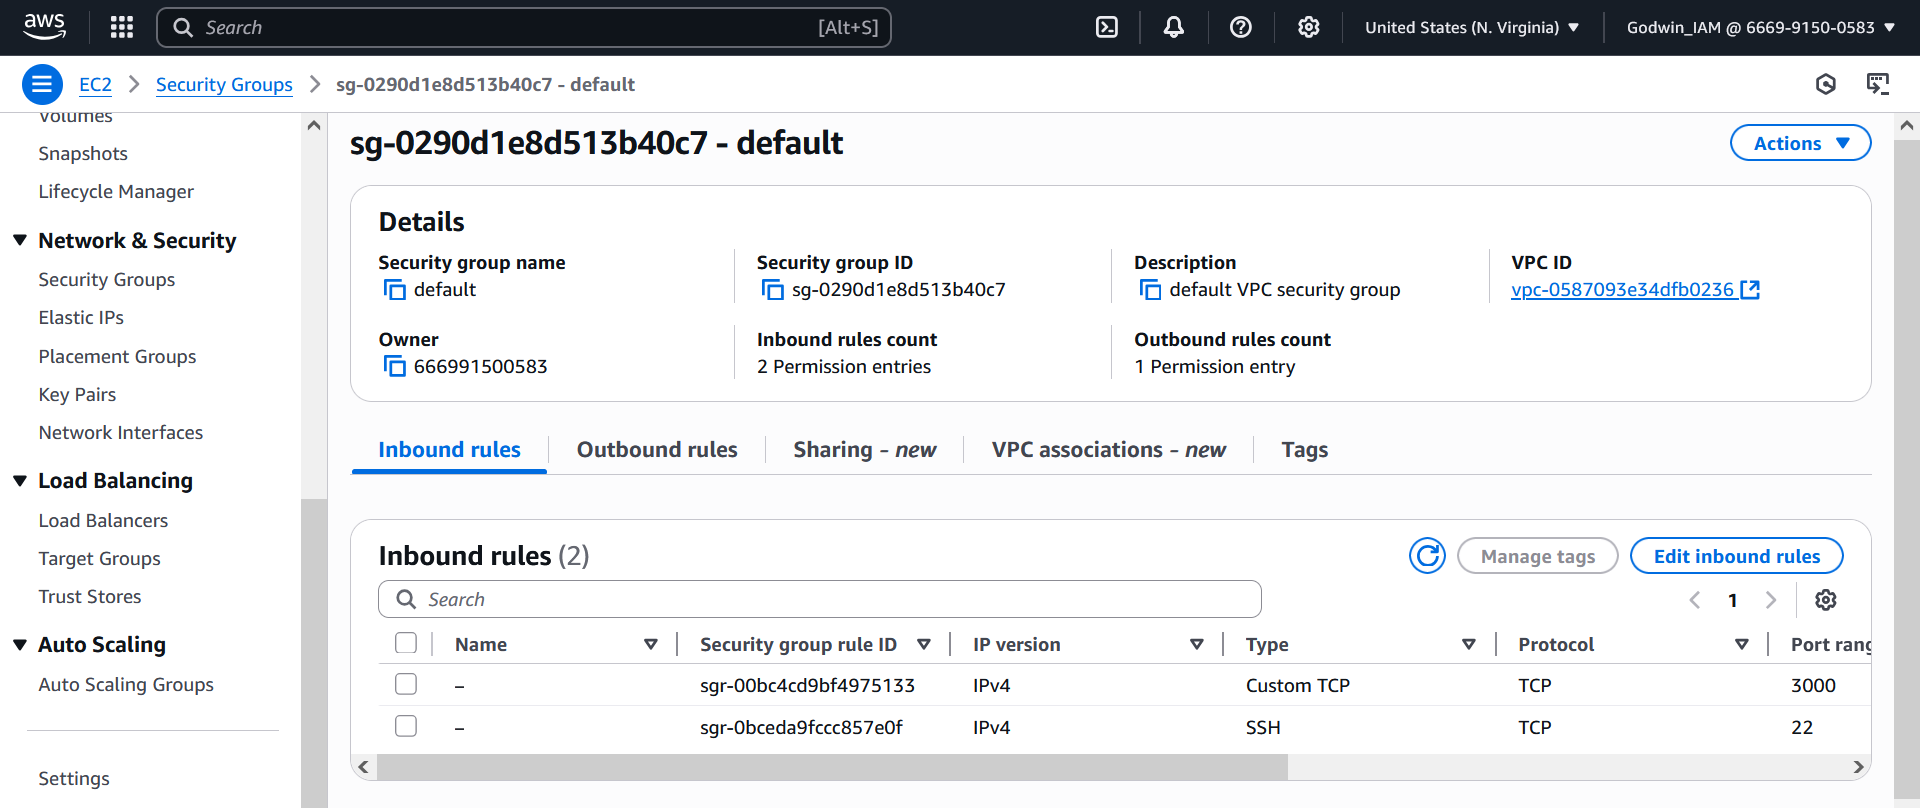 aws
Search [Alt+S]
United States (N. Virginia)
Godwin_IAM @ 6669-9150-0583
EC2
Security Groups
sg-0290d1e8d513b40c7 - default
Volumes
Snapshots
Lifecycle Manager
Network & Security
Security Groups
Elastic IPs
Placement Groups
Key Pairs
Network Interfaces
Load Balancing
Load Balancers
Target Groups
Trust Stores
Auto Scaling
Auto Scaling Groups
Settings
sg-0290d1e8d513b40c7 - default
Actions
Details
Security group name
default
Security group ID
sg-0290d1e8d513b40c7
Description
default VPC security group
VPC ID
vpc-0587093e34dfb0236
Owner
666991500583
Inbound rules count
2 Permission entries
Outbound rules count
1 Permission entry
Inbound rules
Outbound rules
Sharing - new
VPC associations - new
Tags
Inbound rules (2)
Manage tags
Edit inbound rules
Search
1
Name Security group rule ID IP version Type Protocol Port rang
– sgr-00bc4cd9bf4975133 IPv4 Custom TCP TCP 3000
– sgr-0bceda9fccc857e0f IPv4 SSH TCP 22